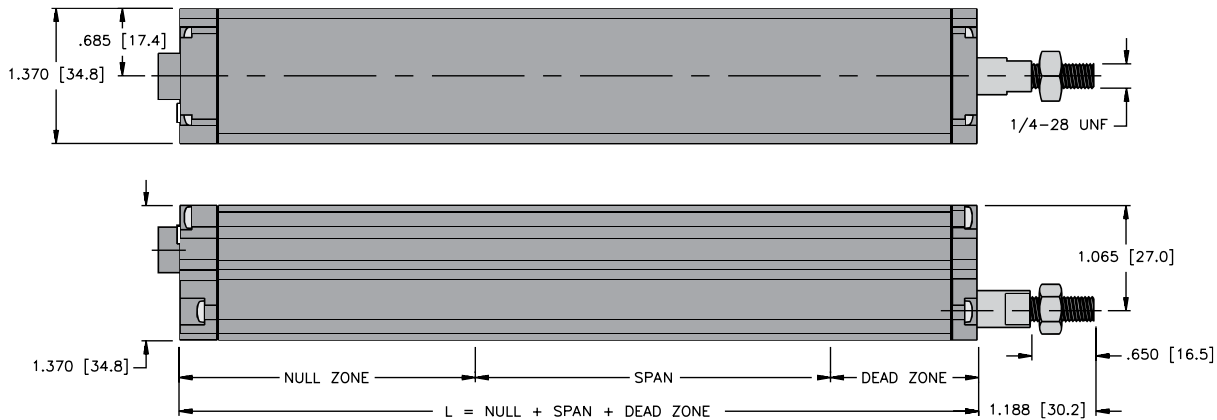 .685 [17.4]
1.370 [34.8]
1/4-28 UNF
1.065 [27.0]
1.370 [34.8]
.650 [16.5]
NULL ZONE
SPAN
DEAD ZONE
1.188 [30.2]
L = NULL + SPAN + DEAD ZONE